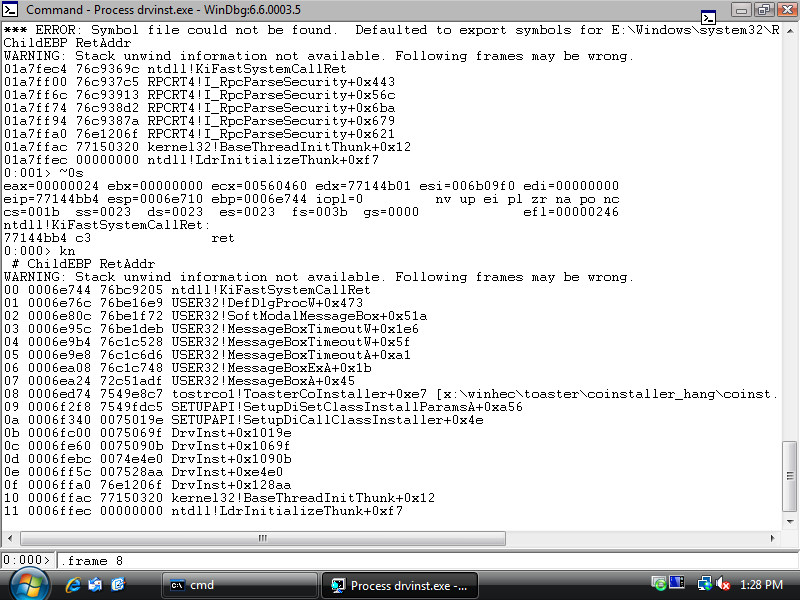 Command - Process drvinst.exe - WinDbg:6.6.0003.5
*** ERROR: Symbol file could not be found.  Defaulted to export symbols for E:\Windows\system32\R
ChildEBP RetAddr
WARNING: Stack unwind information not available. Following frames may be wrong.
01a7fec4 76c9369c ntdll!KiFastSystemCallRet
01a7ff00 76c937c5 RPCRT4!I_RpcParseSecurity+0x443
01a7ff6c 76c93913 RPCRT4!I_RpcParseSecurity+0x56c
01a7ff74 76c938d2 RPCRT4!I_RpcParseSecurity+0x6ba
01a7ff94 76c9387a RPCRT4!I_RpcParseSecurity+0x679
01a7ffa0 76e1206f RPCRT4!I_RpcParseSecurity+0x621
01a7ffac 77150320 kernel32!BaseThreadInitThunk+0x12
01a7ffec 00000000 ntdll!LdrInitializeThunk+0xf7
0:001> ~0s
eax=00000024 ebx=00000000 ecx=00560460 edx=77144b01 esi=006b09f0 edi=00000000
eip=77144bb4 esp=0006e710 ebp=0006e744 iopl=0         nv up ei pl zr na po nc
cs=001b  ss=0023  ds=0023  es=0023  fs=003b  gs=0000             efl=00000246
ntdll!KiFastSystemCallRet:
77144bb4 c3              ret
0:000> kn
 # ChildEBP RetAddr
WARNING: Stack unwind information not available. Following frames may be wrong.
00 0006e744 76bc9205 ntdll!KiFastSystemCallRet
01 0006e76c 76be16e9 USER32!DefDlgProcW+0x473
02 0006e80c 76be1f72 USER32!SoftModalMessageBox+0x51a
03 0006e95c 76be1deb USER32!MessageBoxTimeoutW+0x1e6
04 0006e9b4 76c1c528 USER32!MessageBoxTimeoutW+0x5f
05 0006e9e8 76c1c6d6 USER32!MessageBoxTimeoutA+0xa1
06 0006ea08 76c1c748 USER32!MessageBoxExA+0x1b
07 0006ea24 72c51adf USER32!MessageBoxA+0x45
08 0006ed74 7549e8c7 tostrco1!ToasterCoInstaller+0xe7 [x:\winhec\toaster\coinstaller_hang\coinst.
09 0006f2f8 7549fdc5 SETUPAPI!SetupDiSetClassInstallParamsA+0xa56
0a 0006f340 0075019e SETUPAPI!SetupDiCallClassInstaller+0x4e
0b 0006fc00 0075069f DrvInst+0x1019e
0c 0006fe60 0075090b DrvInst+0x1069f
0d 0006febc 0074e4e0 DrvInst+0x1090b
0e 0006ff5c 007528aa DrvInst+0xe4e0
0f 0006ffa0 76e1206f DrvInst+0x128aa
10 0006ffac 77150320 kernel32!BaseThreadInitThunk+0x12
11 0006ffec 00000000 ntdll!LdrInitializeThunk+0xf7
0:000> .frame 8
cmd
Process drvinst.exe -...
1:28 PM